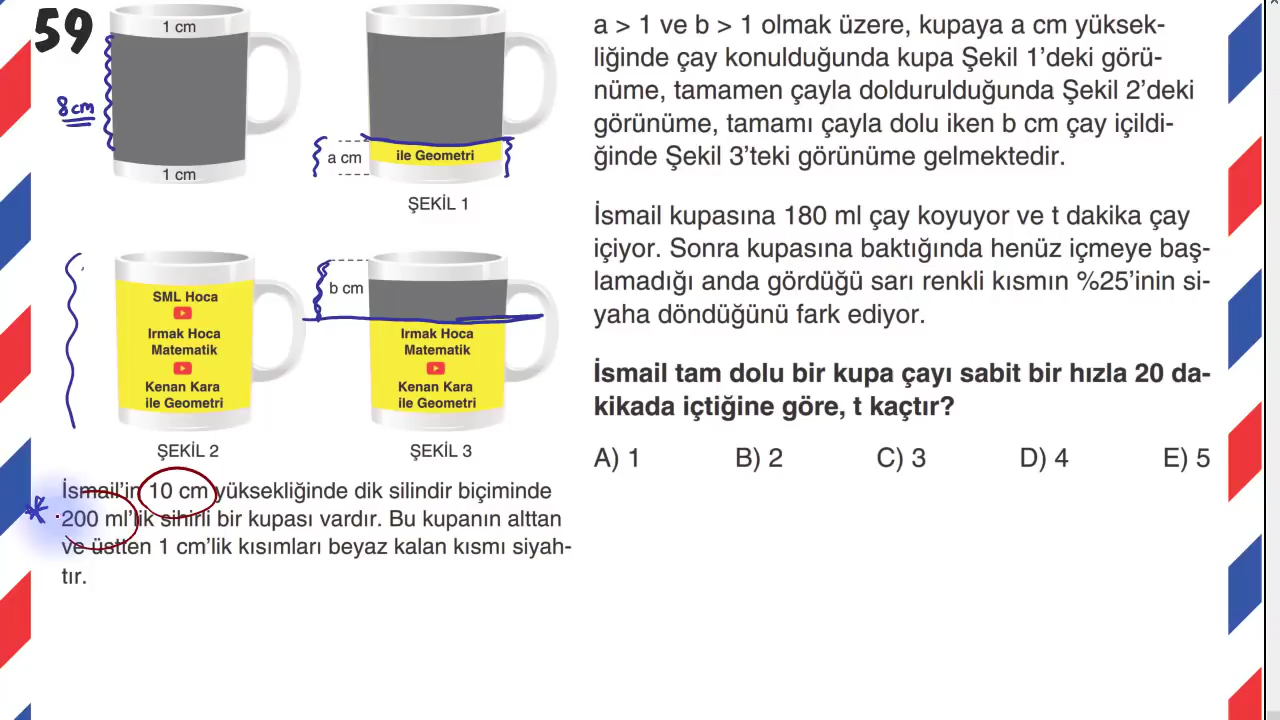 59
1 cm
8cm
1 cm
a cm
ile Geometri
ŞEKİL 1
SML Hoca
Irmak Hoca
Matematik
Kenan Kara
ile Geometri
ŞEKİL 2
b cm
Irmak Hoca
Matematik
Kenan Kara
ile Geometri
ŞEKİL 3
İsmail'in 10 cm yüksekliğinde dik silindir biçiminde
200 ml'lik sihirli bir kupası vardır. Bu kupanın alttan
ve üstten 1 cm'lik kısımları beyaz kalan kısmı siyah-
tır.
a > 1 ve b > 1 olmak üzere, kupaya a cm yüksek-
liğinde çay konulduğunda kupa Şekil 1'deki görü-
nüme, tamamen çayla doldurulduğunda Şekil 2'deki
görünüme, tamamı çayla dolu iken b cm çay içildi-
ğinde Şekil 3'teki görünüme gelmektedir.
İsmail kupasına 180 ml çay koyuyor ve t dakika çay
içiyor. Sonra kupasına baktığında henüz içmeye baş-
lamadığı anda gördüğü sarı renkli kısmın %25'inin si-
yaha döndüğünü fark ediyor.
İsmail tam dolu bir kupa çayı sabit bir hızla 20 da-
kikada içtiğine göre, t kaçtır?
A) 1 B) 2 C) 3 D) 4 E) 5